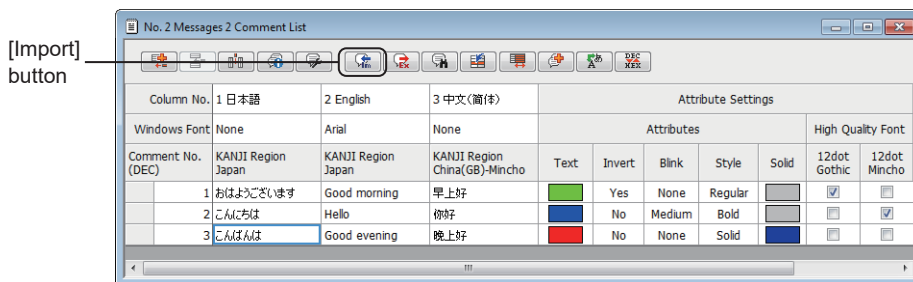 No. 2 Messages 2 Comment List
[Import]
button
Im Ex DEC HEX
Column No. 1 日本語 2 English 3 中文(简体) Attribute Settings
Windows Font None Arial None Attributes High Quality Font
Comment No. (DEC) KANJI Region Japan KANJI Region Japan KANJI Region China(GB)-Mincho Text Invert Blink Style Solid 12dot Gothic 12dot Mincho
1 おはようございます Good morning 早上好 Yes None Regular
2 こんにちは Hello 你好 No Medium Bold
3 こんばんは Good evening 晚上好 No None Solid